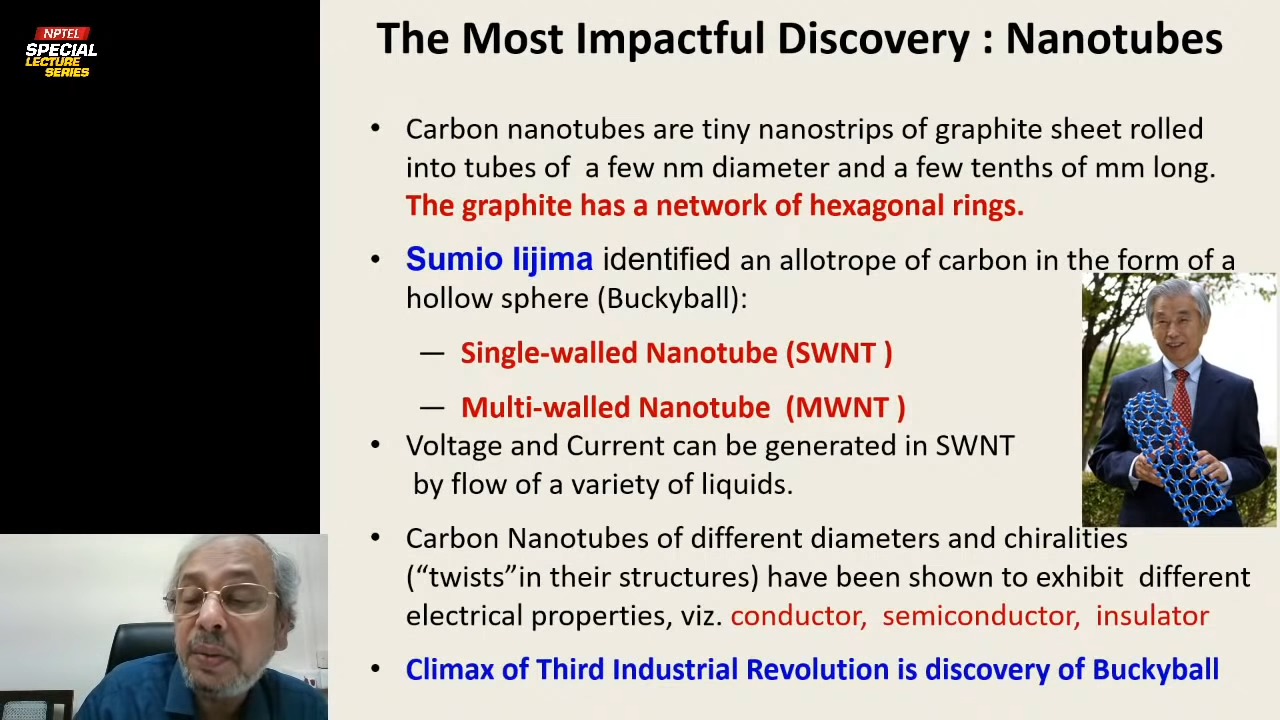 NPTEL
SPECIAL
LECTURE
SERIES
The Most Impactful Discovery : Nanotubes
• Carbon nanotubes are tiny nanostrips of graphite sheet rolled
into tubes of a few nm diameter and a few tenths of mm long.
The graphite has a network of hexagonal rings.
• Sumio Iijima identified an allotrope of carbon in the form of a
hollow sphere (Buckyball):
— Single-walled Nanotube (SWNT )
— Multi-walled Nanotube (MWNT )
• Voltage and Current can be generated in SWNT
by flow of a variety of liquids.
• Carbon Nanotubes of different diameters and chiralities
(“twists”in their structures) have been shown to exhibit different
electrical properties, viz. conductor, semiconductor, insulator
• Climax of Third Industrial Revolution is discovery of Buckyball